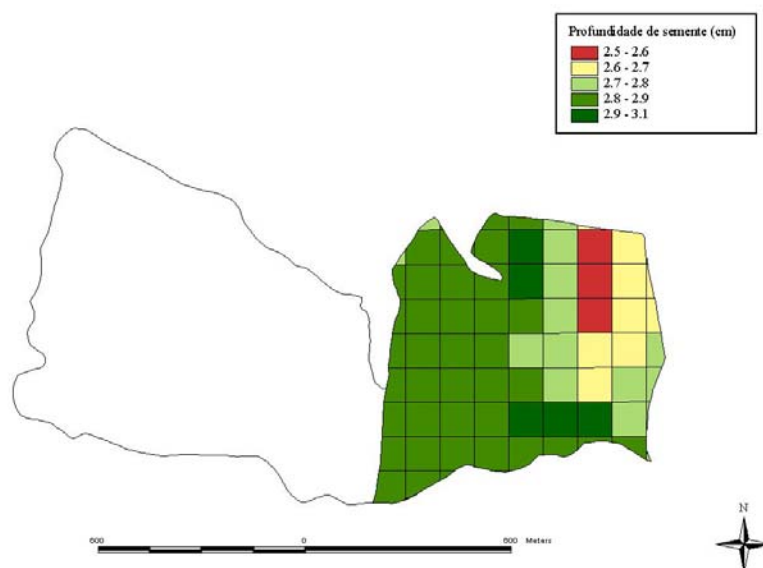 Profundidade de semente (cm)
2.5 - 2.6
2.6 - 2.7
2.7 - 2.8
2.8 - 2.9
2.9 - 3.1
N
600 0 600 Meters